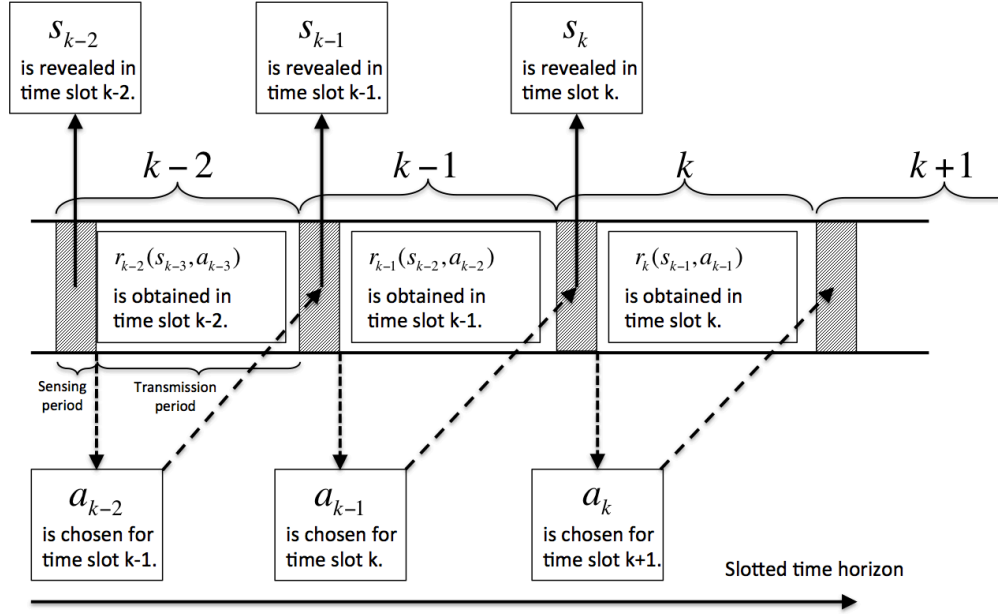 s_{k-2}
is revealed in
time slot k-2.
s_{k-1}
is revealed in
time slot k-1.
s_k
is revealed in
time slot k.
k-2
k-1
k
k+1
r_{k-2}(s_{k-3},a_{k-3})
is obtained in
time slot k-2.
r_{k-1}(s_{k-2},a_{k-2})
is obtained in
time slot k-1.
r_k(s_{k-1},a_{k-1})
is obtained in
time slot k.
Sensing
period
Transmission
period
a_{k-2}
is chosen for
time slot k-1.
a_{k-1}
is chosen for
time slot k.
a_k
is chosen for
time slot k+1.
Slotted time horizon